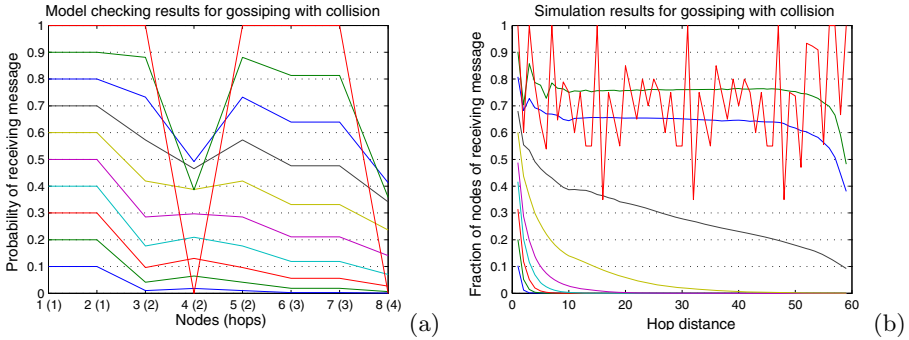 Model checking results for gossiping with collision
Probability of receiving message
1
0.9
0.8
0.7
0.6
0.5
0.4
0.3
0.2
0.1
0
1 (1) 2 (1) 3 (2) 4 (2) 5 (2) 6 (3) 7 (3) 8 (4)
Nodes (hops)
(a)
Simulation results for gossiping with collision
Fraction of nodes of receiving message
1
0.9
0.8
0.7
0.6
0.5
0.4
0.3
0.2
0.1
0
0 10 20 30 40 50 60
Hop distance
(b)